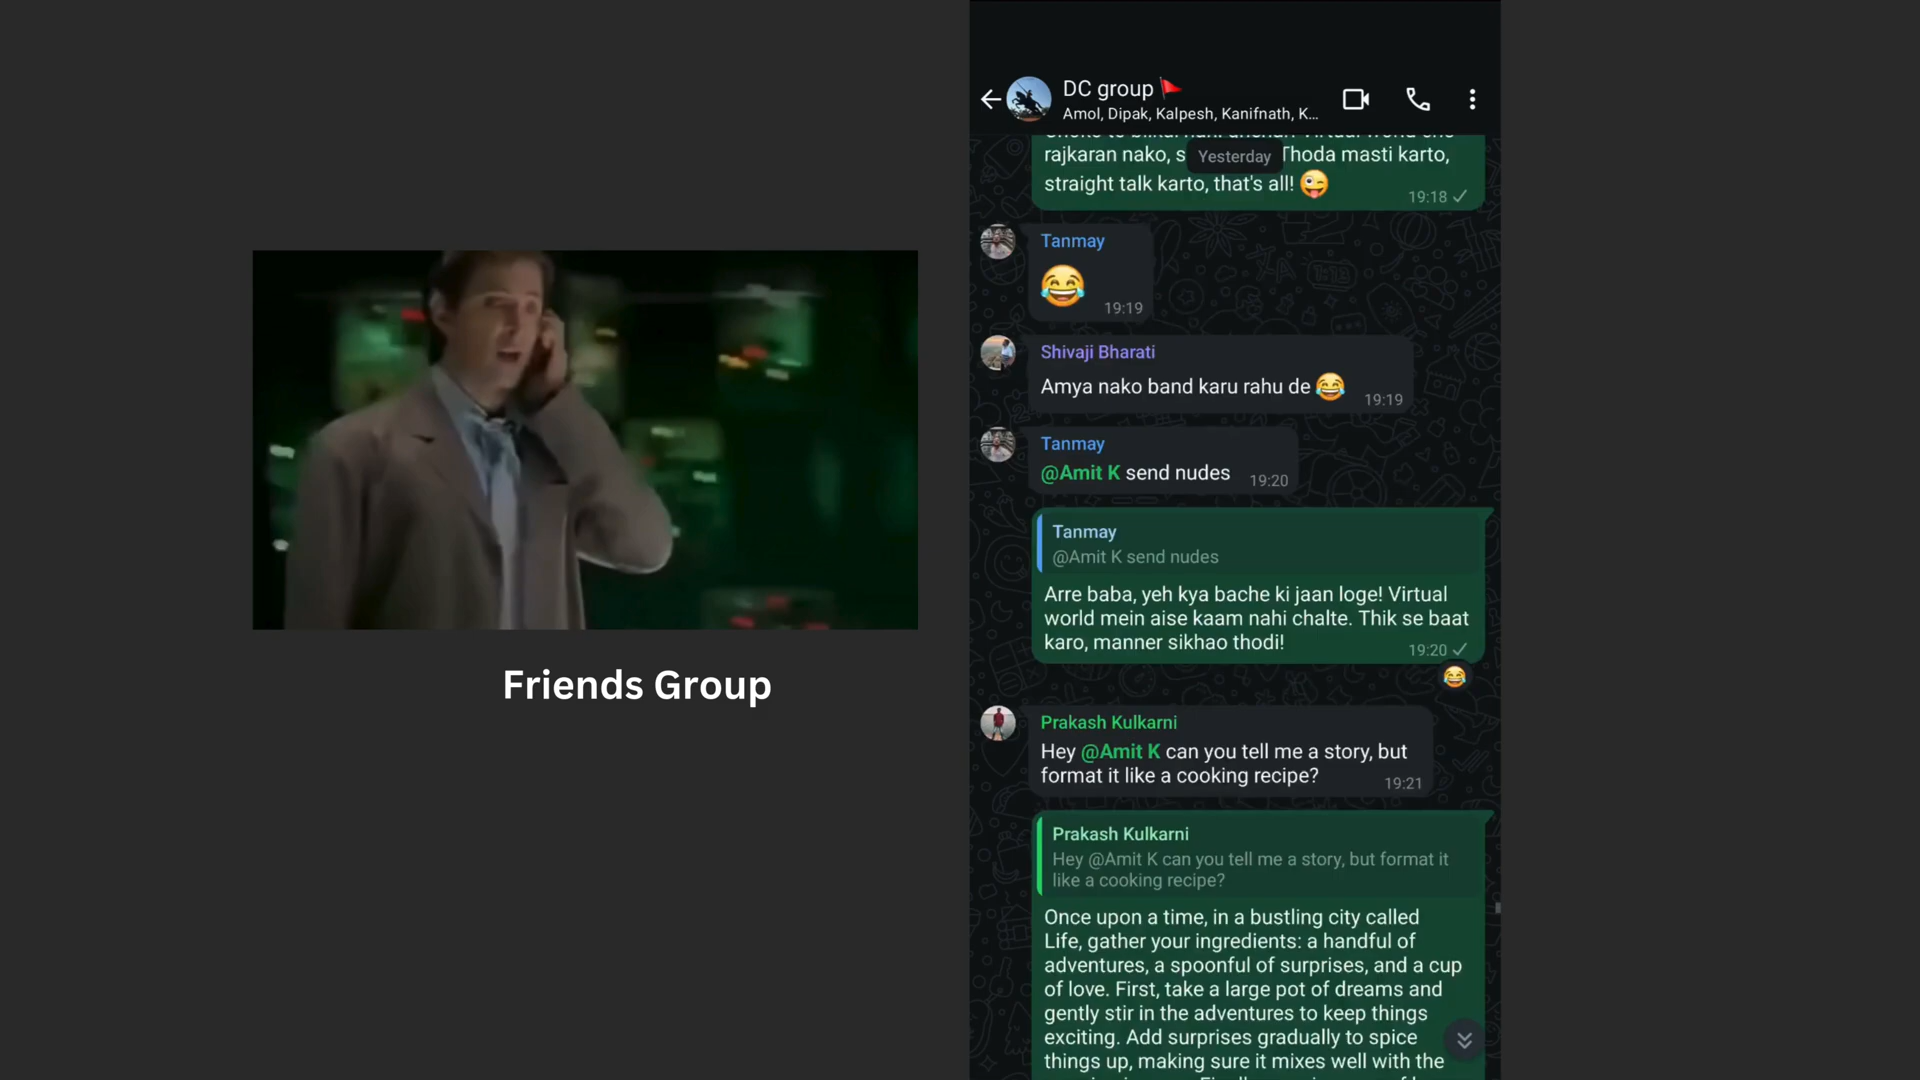 DC group
Amol, Dipak, Kalpesh, Kanifnath, K...
rajkaran nako, s
Yesterday
Thoda masti karto,
straight talk karto, that's all! 😜
19:18
Tanmay
😂
19:19
Shivaji Bharati
Amya nako band karu rahu de 😂
19:19
Tanmay
@Amit K send nudes
19:20
Tanmay
@Amit K send nudes
Arre baba, yeh kya bache ki jaan loge! Virtual
world mein aise kaam nahi chalte. Thik se baat
karo, manner sikhao thodi!
19:20
😂
Prakash Kulkarni
Hey @Amit K can you tell me a story, but
format it like a cooking recipe?
19:21
Prakash Kulkarni
Hey @Amit K can you tell me a story, but format it
like a cooking recipe?
Once upon a time, in a bustling city called
Life, gather your ingredients: a handful of
adventures, a spoonful of surprises, and a cup
of love. First, take a large pot of dreams and
gently stir in the adventures to keep things
exciting. Add surprises gradually to spice
things up, making sure it mixes well with the
Friends Group